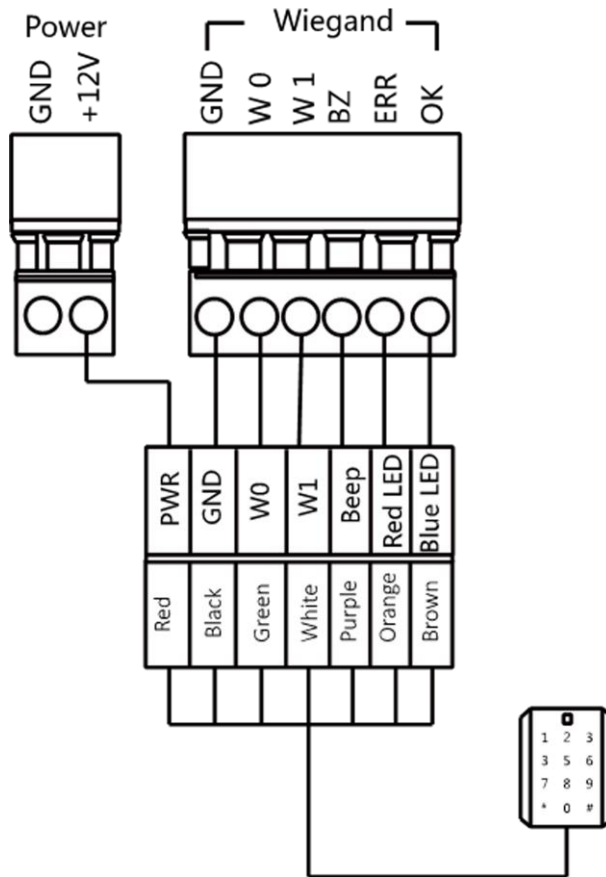 Power
Wiegand
GND
+12V
GND
W 0
W 1
BZ
ERR
OK
PWR
GND
W0
W1
Beep
Red LED
Blue LED
Red
Black
Green
White
Purple
Orange
Brown
1 2 3
3 5 6
7 8 9
* 0 #